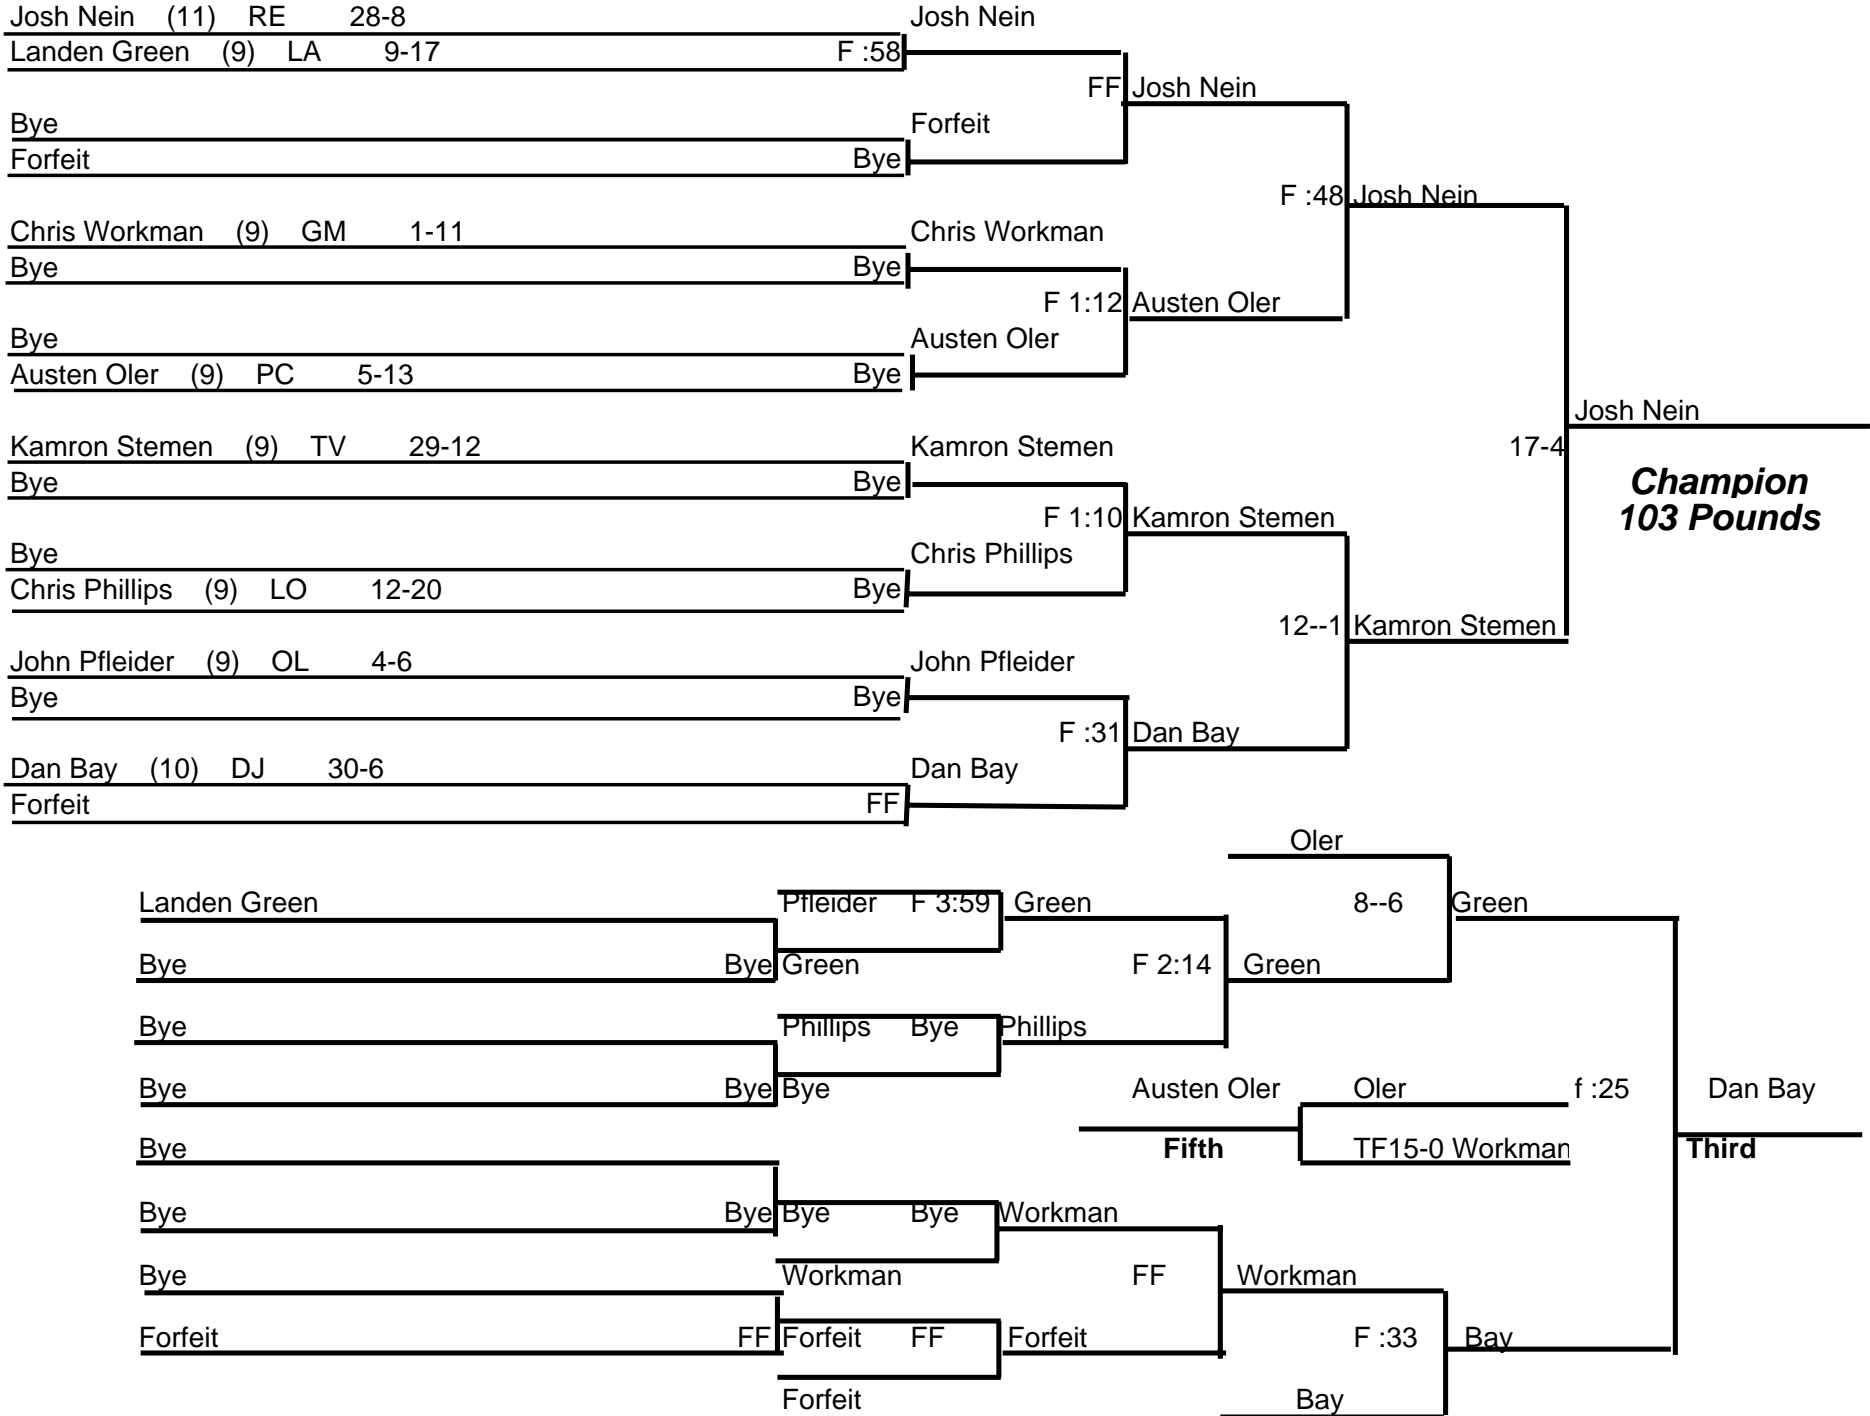 Josh Nein (11) RE 28-8 Josh Nein
Landen Green (9) LA 9-17 F :58
FF Josh Nein
Bye Forfeit
Forfeit Bye
F :48 Josh Nein
Chris Workman (9) GM 1-11 Chris Workman
Bye Bye
F 1:12 Austen Oler
Bye Austen Oler
Austen Oler (9) PC 5-13 Bye
Josh Nein
Kamron Stemen (9) TV 29-12 Kamron Stemen 17-4
Bye Bye Champion
F 1:10 Kamron Stemen 103 Pounds
Bye Chris Phillips
Chris Phillips (9) LO 12-20 Bye
12--1 Kamron Stemen
John Pfleider (9) OL 4-6 John Pfleider
Bye Bye
F :31 Dan Bay
Dan Bay (10) DJ 30-6 Dan Bay
Forfeit FF
Oler
Landen Green Pfleider F 3:59 Green 8--6 Green
Bye Bye Green F 2:14 Green
Bye Phillips Bye Phillips
Bye Bye Bye Austen Oler Oler f :25 Dan Bay
Bye Fifth TF15-0 Workman Third
Bye Bye Bye Bye Workman
Bye Workman FF Workman
Forfeit FF Forfeit FF Forfeit F :33 Bay
Forfeit Bay